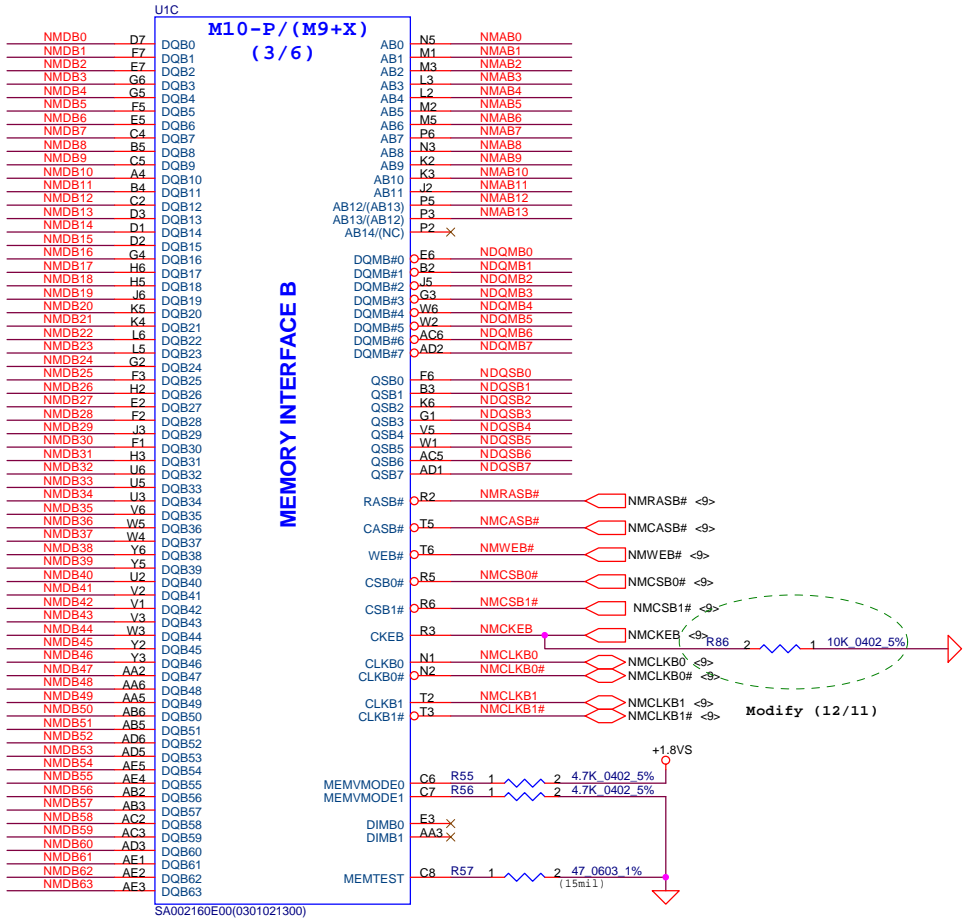 U1C
M10-P/(M9+X)
(3/6)
NMDB0 D7 DQB0
NMDB1 F7 DQB1
NMDB2 E7 DQB2
NMDB3 G6 DQB3
NMDB4 G5 DQB4
NMDB5 F5 DQB5
NMDB6 E5 DQB6
NMDB7 C4 DQB7
NMDB8 B5 DQB8
NMDB9 C5 DQB9
NMDB10 A4 DQB10
NMDB11 B4 DQB11
NMDB12 C2 DQB12
NMDB13 D3 DQB13
NMDB14 D1 DQB14
NMDB15 D2 DQB15
NMDB16 G4 DQB16
NMDB17 H6 DQB17
NMDB18 H5 DQB18
NMDB19 J6 DQB19
NMDB20 K5 DQB20
NMDB21 K4 DQB21
NMDB22 L6 DQB22
NMDB23 L5 DQB23
NMDB24 G2 DQB24
NMDB25 F3 DQB25
NMDB26 H2 DQB26
NMDB27 E2 DQB27
NMDB28 F2 DQB28
NMDB29 J3 DQB29
NMDB30 F1 DQB30
NMDB31 H3 DQB31
NMDB32 U6 DQB32
NMDB33 U5 DQB33
NMDB34 U3 DQB34
NMDB35 V6 DQB35
NMDB36 W5 DQB36
NMDB37 W4 DQB37
NMDB38 Y6 DQB38
NMDB39 Y5 DQB39
NMDB40 U2 DQB40
NMDB41 V2 DQB41
NMDB42 V1 DQB42
NMDB43 V3 DQB43
NMDB44 W3 DQB44
NMDB45 Y2 DQB45
NMDB46 Y3 DQB46
NMDB47 AA2 DQB47
NMDB48 AA6 DQB48
NMDB49 AA5 DQB49
NMDB50 AB6 DQB50
NMDB51 AB5 DQB51
NMDB52 AD6 DQB52
NMDB53 AD5 DQB53
NMDB54 AE5 DQB54
NMDB55 AE4 DQB55
NMDB56 AB2 DQB56
NMDB57 AB3 DQB57
NMDB58 AC2 DQB58
NMDB59 AC3 DQB59
NMDB60 AD3 DQB60
NMDB61 AE1 DQB61
NMDB62 AE2 DQB62
NMDB63 AE3 DQB63
MEMORY INTERFACE B
AB0 N5 NMAB0
AB1 M1 NMAB1
AB2 M3 NMAB2
AB3 L3 NMAB3
AB4 L2 NMAB4
AB5 M2 NMAB5
AB6 M5 NMAB6
AB7 P6 NMAB7
AB8 N3 NMAB8
AB9 K2 NMAB9
AB10 K3 NMAB10
AB11 J2 NMAB11
AB12/(AB13) P5 NMAB12
AB13/(AB12) P3 NMAB13
AB14/(NC) P2
DQMB#0 E6 NDQMB0
DQMB#1 B2 NDQMB1
DQMB#2 J5 NDQMB2
DQMB#3 G3 NDQMB3
DQMB#4 W6 NDQMB4
DQMB#5 W2 NDQMB5
DQMB#6 AC6 NDQMB6
DQMB#7 AD2 NDQMB7
QSB0 F6 NDQSB0
QSB1 B3 NDQSB1
QSB2 K6 NDQSB2
QSB3 G1 NDQSB3
QSB4 V5 NDQSB4
QSB5 W1 NDQSB5
QSB6 AC5 NDQSB6
QSB7 AD1 NDQSB7
RASB# R2 NMRASB# NMRASB# <9>
CASB# T5 NMCASB# NMCASB# <9>
WEB# T6 NMWEB# NMWEB# <9>
CSB0# R5 NMCSB0# NMCSB0# <9>
CSB1# R6 NMCSB1# NMCSB1# <9>
CKEB R3 NMCKEB NMCKEB <9>
R86 2 1 10K_0402_5%
CLKB0 N1 NMCLKB0 NMCLKB0 <9>
CLKB0# N2 NMCLKB0# NMCLKB0# <9>
CLKB1 T2 NMCLKB1 NMCLKB1 <9>
CLKB1# T3 NMCLKB1# NMCLKB1# <9>
Modify (12/11)
+1.8VS
MEMVMODE0 C6 R55 1 2 4.7K_0402_5%
MEMVMODE1 C7 R56 1 2 4.7K_0402_5%
DIMB0 E3
DIMB1 AA3
MEMTEST C8 R57 1 2 47_0603_1%
(15mil)
SA002160E00(0301021300)